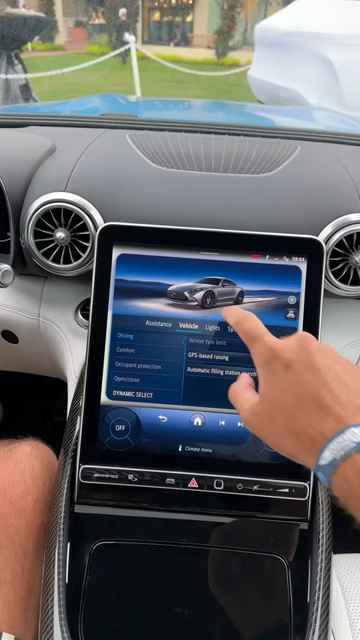 08:04
Assistance Vehicle Lights
Driving
Winter tyre limit
Comfort
GPS-based raising
Occupant protection
Automatic filling station search
Open/close
DYNAMIC SELECT
OFF
Climate menu